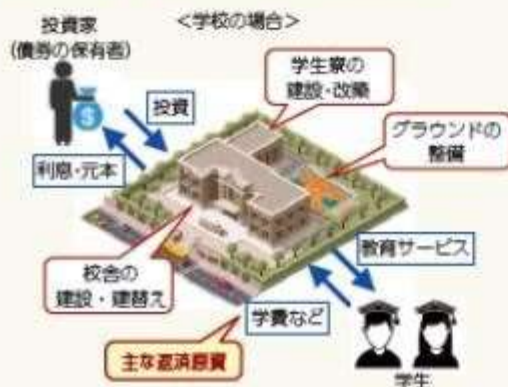 <学校の場合>
投資家
(債券の保有者)
投資
利息・元本
学生寮の
建設・改築
グラウンドの
整備
校舎の
建設・建替え
教育サービス
学費など
主な返済原資
学生